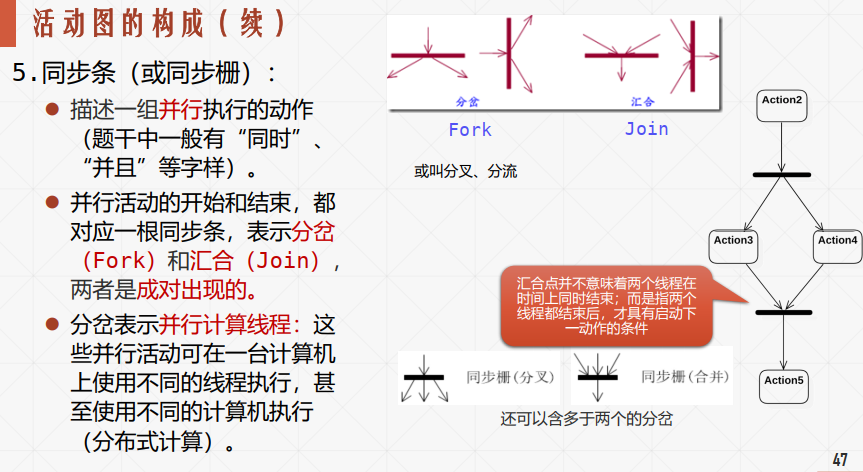 活动图的构成（续）
5.同步条（或同步栅）：
描述一组并行执行的动作
（题干中一般有“同时”、
“并且”等字样）。
并行活动的开始和结束，都
对应一根同步条，表示分岔
（Fork）和汇合（Join），
两者是成对出现的。
分岔表示并行计算线程：这
些并行活动可在一台计算机
上使用不同的线程执行，甚
至使用不同的计算机执行
（分布式计算）。
分岔
汇合
Fork
Join
或叫分叉、分流
Action2
Action3
Action4
汇合点并不意味着两个线程在
时间上同时结束；而是指两个
线程都结束后，才具有启动下
一动作的条件
Action5
同步栅(分叉)
同步栅(合并)
还可以含多于两个的分岔
47